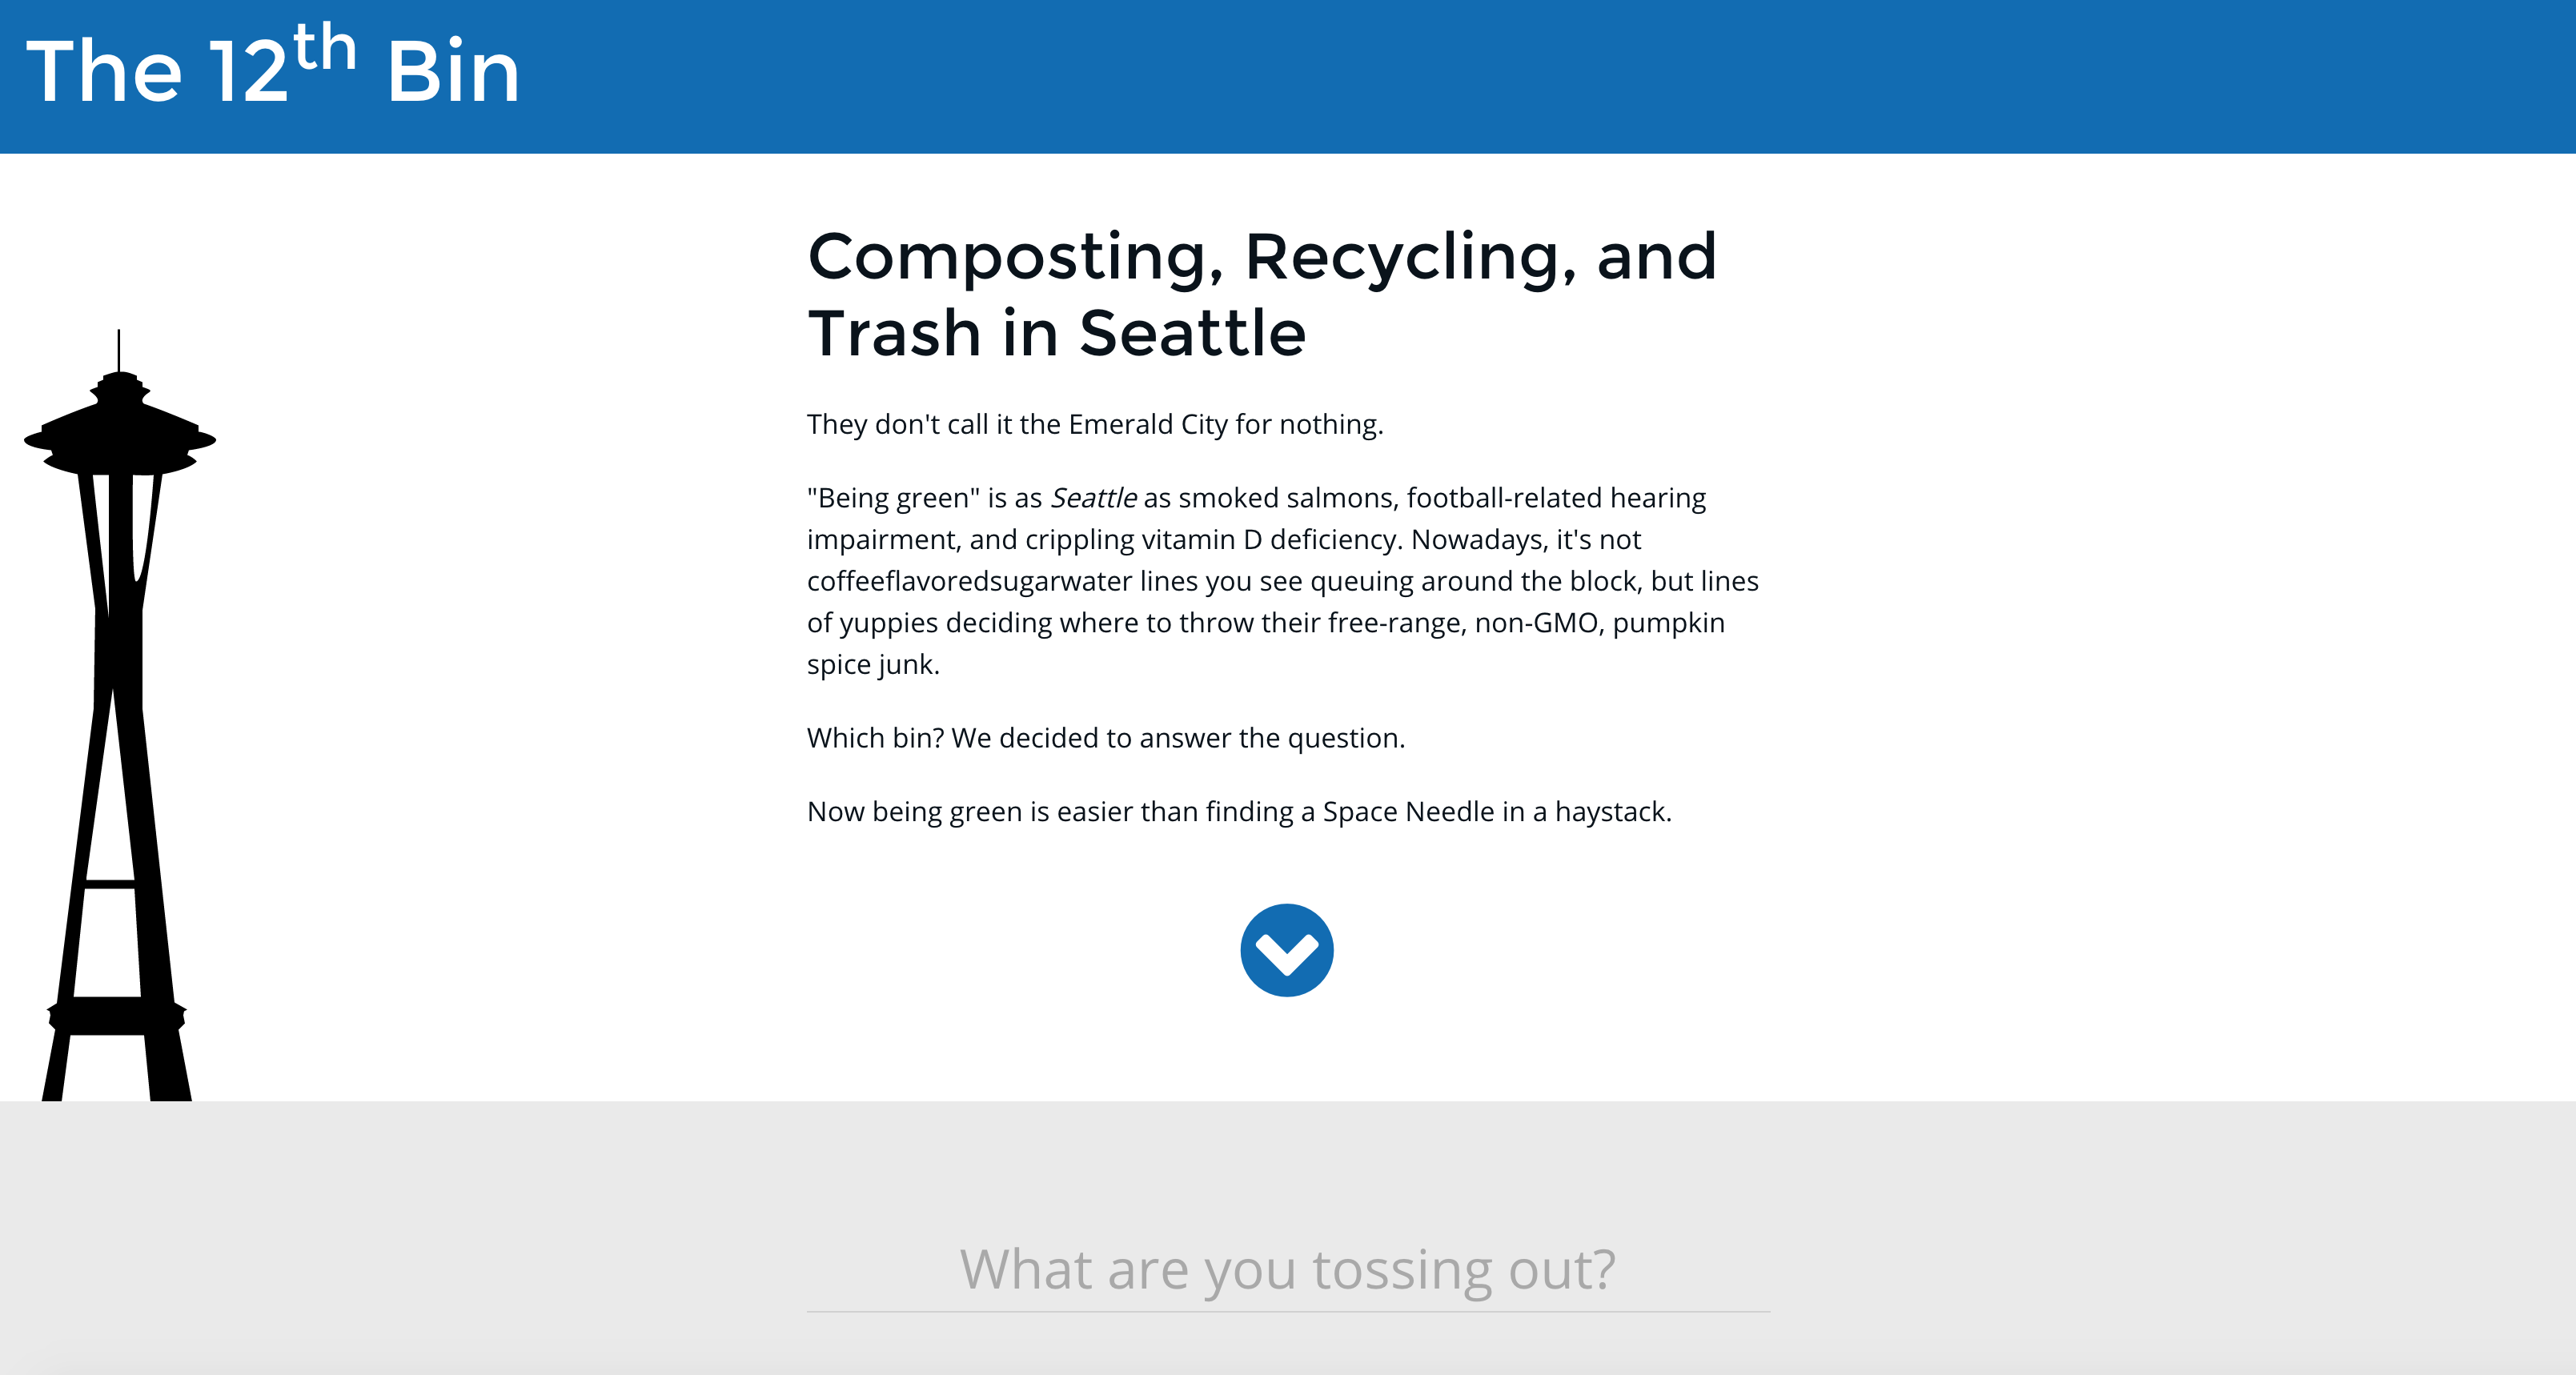 The 12th Bin
Composting, Recycling, and
Trash in Seattle
They don't call it the Emerald City for nothing.
"Being green" is as Seattle as smoked salmons, football-related hearing
impairment, and crippling vitamin D deficiency. Nowadays, it's not
coffeeflavoredsugarwater lines you see queuing around the block, but lines
of yuppies deciding where to throw their free-range, non-GMO, pumpkin
spice junk.
Which bin? We decided to answer the question.
Now being green is easier than finding a Space Needle in a haystack.
What are you tossing out?